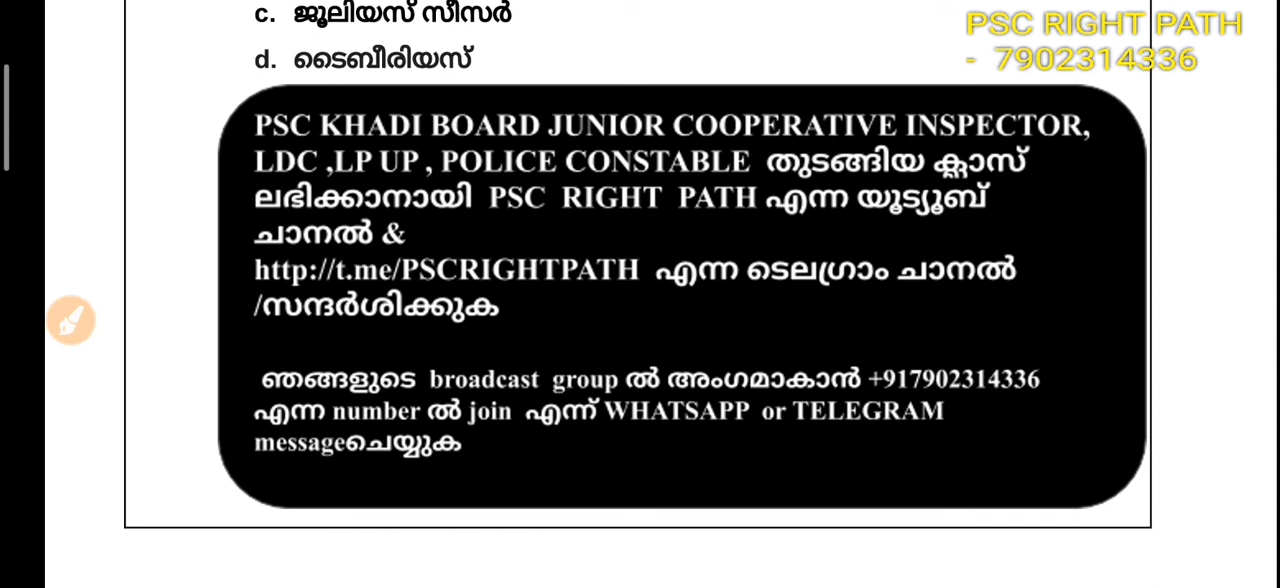 c. ജൂലിയസ് സീസർ
PSC RIGHT PATH
- 7902314336
d. ടൈബീരിയസ്
PSC KHADI BOARD JUNIOR COOPERATIVE INSPECTOR,
LDC ,LP UP , POLICE CONSTABLE തുടങ്ങിയ ക്ലാസ്
ലഭിക്കാനായി PSC RIGHT PATH എന്ന യൂട്യൂബ്
ചാനൽ &
http://t.me/PSCRIGHTPATH എന്ന ടെലഗ്രാം ചാനൽ
/സന്ദർശിക്കുക
ഞങ്ങളുടെ broadcast group ൽ അംഗമാകാൻ +917902314336
എന്ന number ൽ join എന്ന് WHATSAPP or TELEGRAM
messageചെയ്യുക